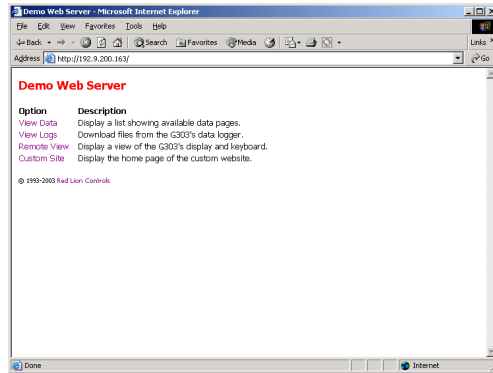 Demo Web Server - Microsoft Internet Explorer
File Edit View Favorites Tools Help
Back Search Favorites Media Links »
Address http://192.9.200.163/ Go
Demo Web Server
Option Description
View Data Display a list showing available data pages.
View Logs Download files from the G303's data logger.
Remote View Display a view of the G303's display and keyboard.
Custom Site Display the home page of the custom website.
© 1993-2003 Red Lion Controls
Done Internet